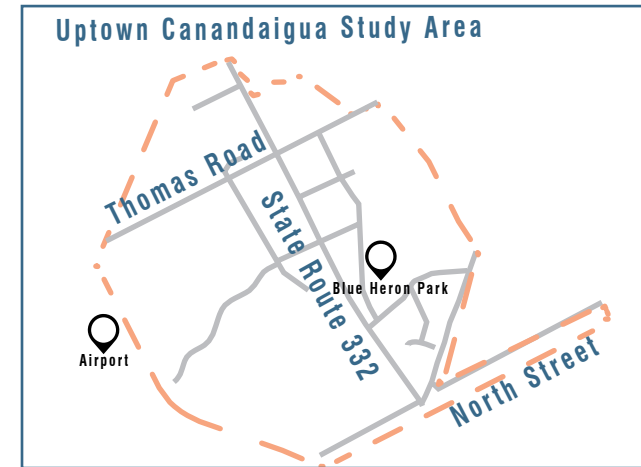 Uptown Canandaigua Study Area
Thomas Road
State Route 332
Blue Heron Park
Airport
North Street